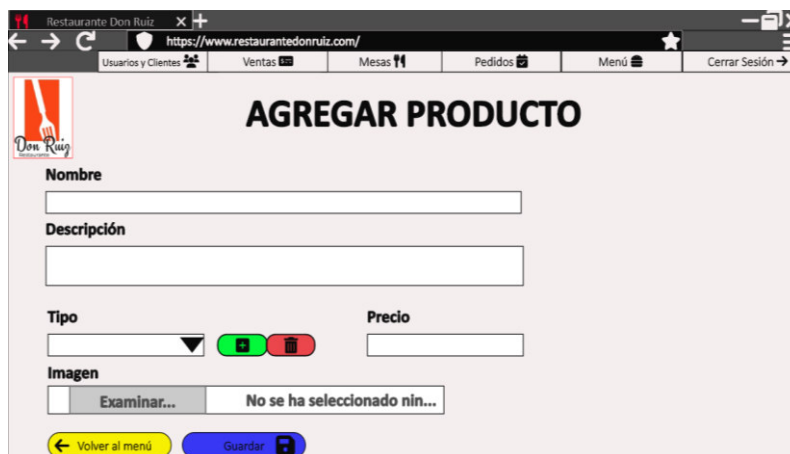 Restaurante Don Ruiz
https://www.restaurantedonruiz.com/
Usuarios y Clientes Ventas Mesas Pedidos Menú Cerrar Sesión
Don Ruiz
Restaurante
AGREGAR PRODUCTO
Nombre
Descripción
Tipo Precio
Imagen
Examinar... No se ha seleccionado nin...
Volver al menú Guardar